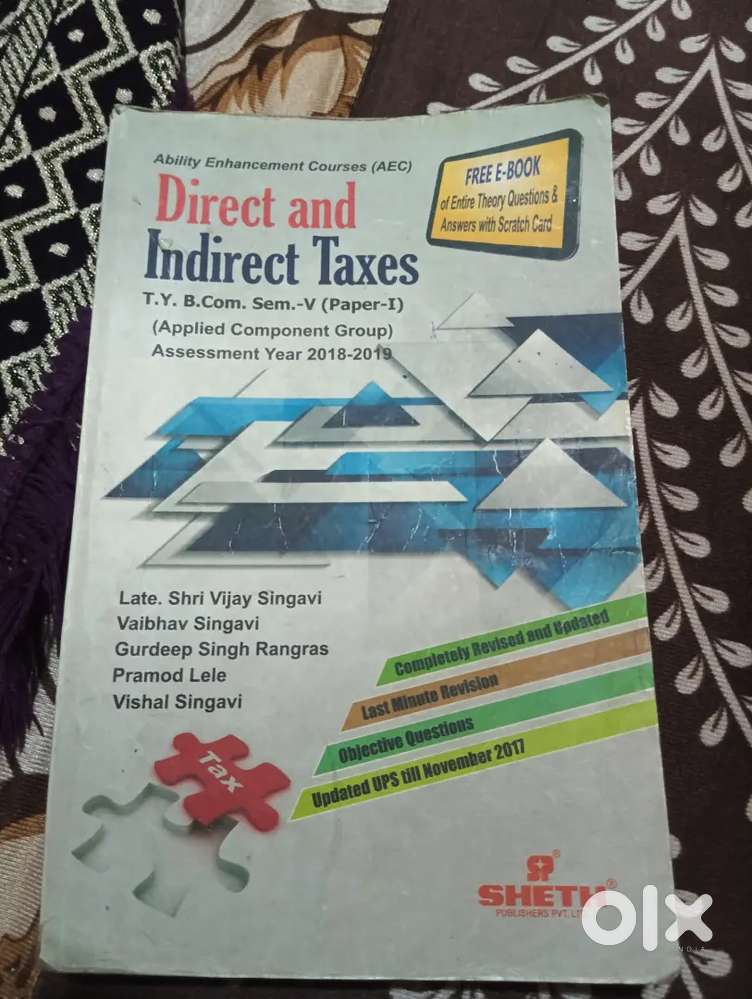 Ability Enhancement Courses (AEC)
Direct and
Indirect Taxes
T.Y. B.Com. Sem.-V (Paper-I)
(Applied Component Group)
Assessment Year 2018-2019
FREE E-BOOK
of Entire Theory Questions &
Answers with Scratch Card
Late. Shri Vijay Singavi
Vaibhav Singavi
Gurdeep Singh Rangras
Pramod Lele
Vishal Singavi
Completely Revised and Updated
Last Minute Revision
Objective Questions
Updated UPS till November 2017
Tax
SHETH
PUBLISHERS PVT. LT
olx
INDIA